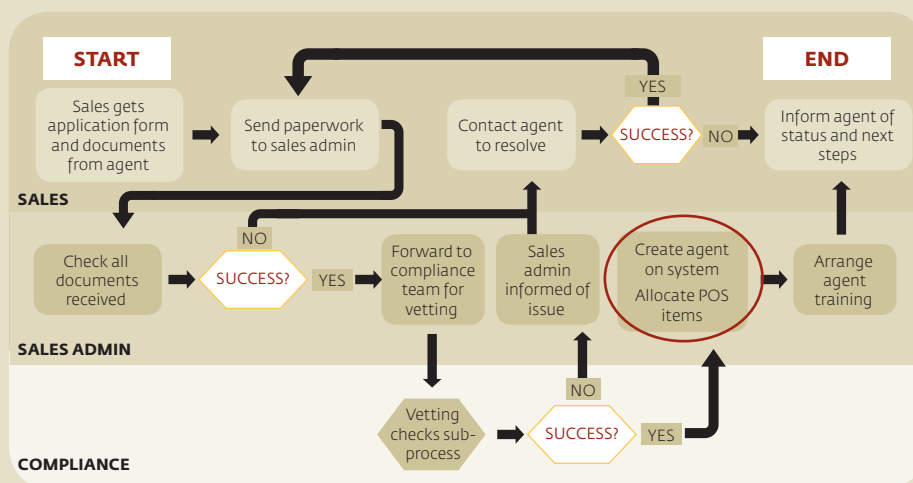 START
END
Sales gets
application form
and documents
from agent
Send paperwork
to sales admin
Contact agent
to resolve
YES
SUCCESS?
NO
Inform agent of
status and next
steps
SALES
Check all
documents
received
NO
SUCCESS?
YES
Forward to
compliance
team for
vetting
Sales
admin
informed of
issue
Create agent
on system
Allocate POS
items
Arrange
agent
training
SALES ADMIN
Vetting
checks sub-
process
NO
SUCCESS?
YES
COMPLIANCE